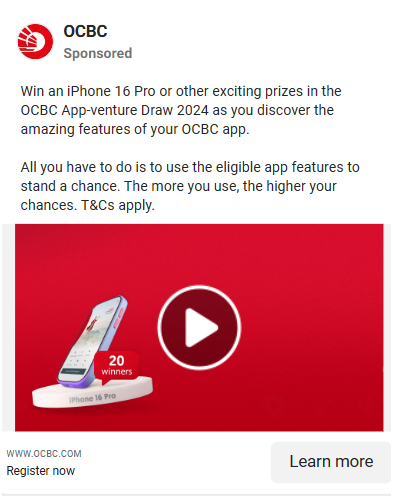 OCBC
Sponsored
Win an iPhone 16 Pro or other exciting prizes in the
OCBC App-venture Draw 2024 as you discover the
amazing features of your OCBC app.
All you have to do is to use the eligible app features to
stand a chance. The more you use, the higher your
chances. T&Cs apply.
20
winners
iPhone 16 Pro
WWW.OCBC.COM
Register now
Learn more